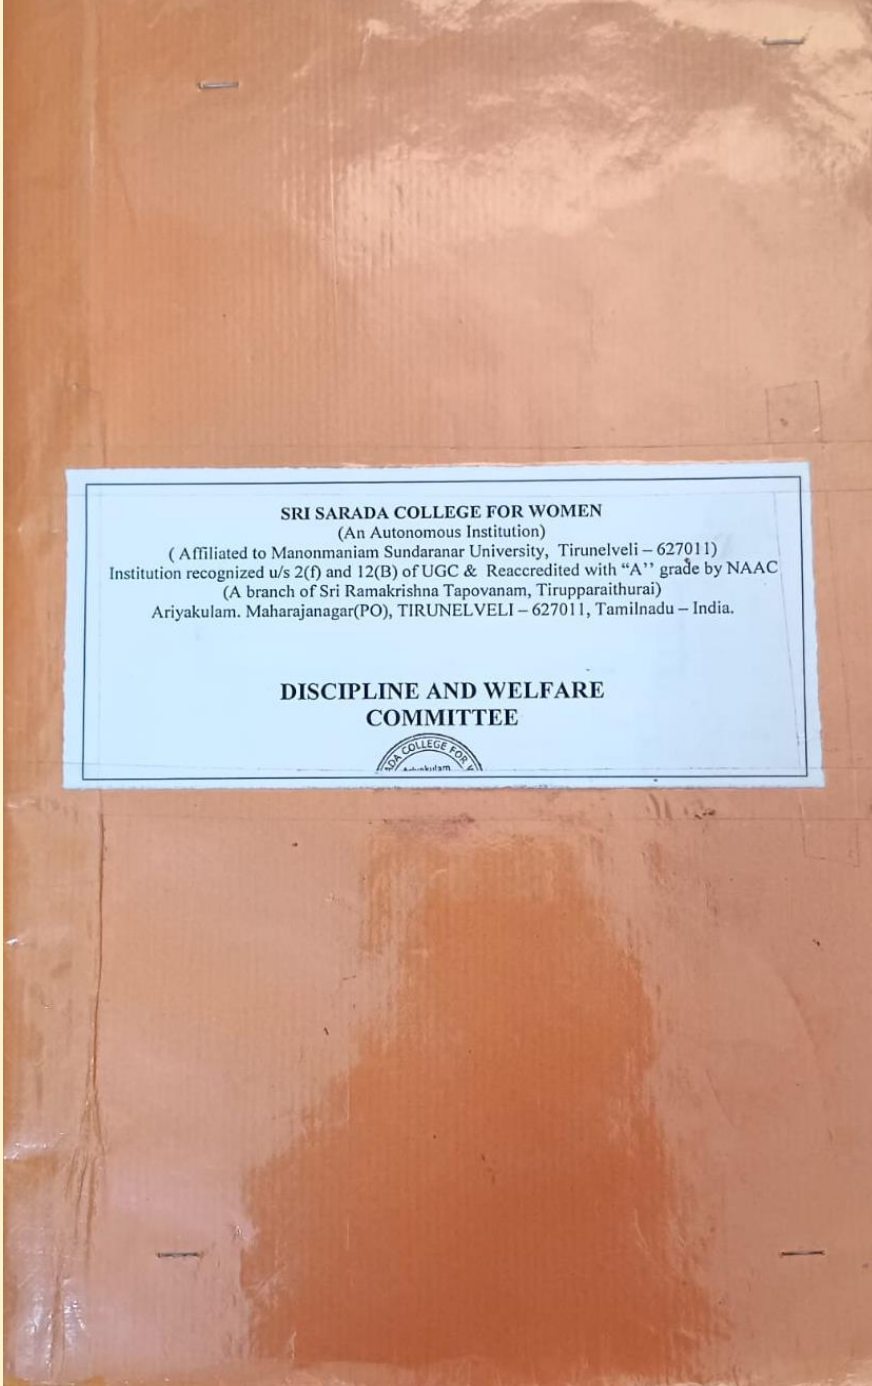 SRI SARADA COLLEGE FOR WOMEN
(An Autonomous Institution)
( Affiliated to Manonmaniam Sundaranar University, Tirunelveli – 627011)
Institution recognized u/s 2(f) and 12(B) of UGC & Reaccredited with “A’’ grade by NAAC
(A branch of Sri Ramakrishna Tapovanam, Tirupparaithurai)
Ariyakulam. Maharajanagar(PO), TIRUNELVELI – 627011, Tamilnadu – India.
DISCIPLINE AND WELFARE
COMMITTEE
COLLEGE FOR